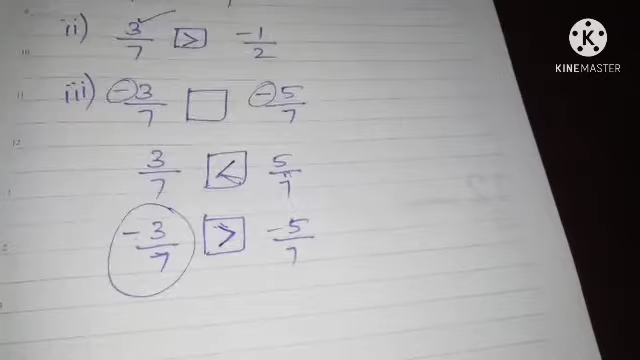 ii) 3/7 > -1/2
iii) -3/7 □ -5/7
3/7 < 5/7
-3/7 > -5/7
K
KINEMASTER